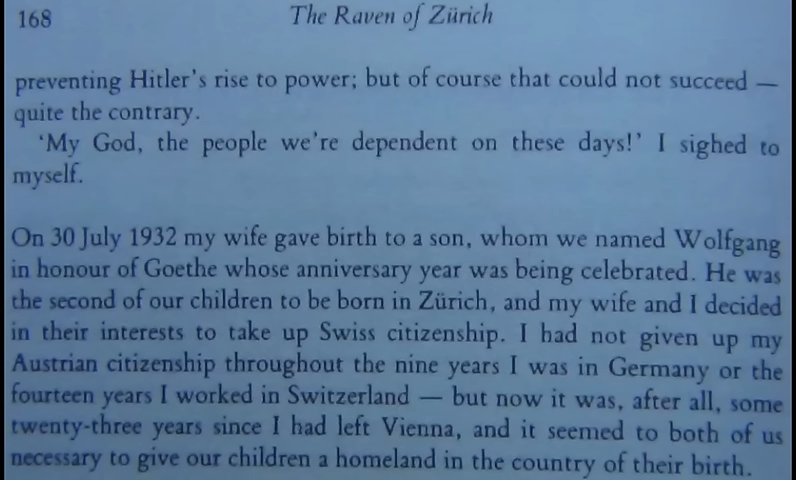 168 The Raven of Zürich
preventing Hitler's rise to power; but of course that could not succeed —
quite the contrary.
'My God, the people we're dependent on these days!' I sighed to
myself.
On 30 July 1932 my wife gave birth to a son, whom we named Wolfgang
in honour of Goethe whose anniversary year was being celebrated. He was
the second of our children to be born in Zürich, and my wife and I decided
in their interests to take up Swiss citizenship. I had not given up my
Austrian citizenship throughout the nine years I was in Germany or the
fourteen years I worked in Switzerland — but now it was, after all, some
twenty-three years since I had left Vienna, and it seemed to both of us
necessary to give our children a homeland in the country of their birth.